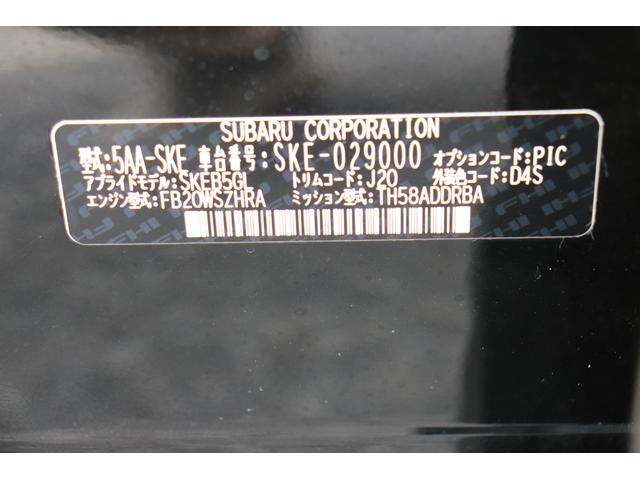 SUBARU CORPORATION
型式:5AA-SKE 車台番号:SKE-029000 オプションコード:PIC
アプライドモデル:SKEB5GL トリムコード:J20 外装色コード:D4S
エンジン型式:FB20WSZHRA ミッション型式:TH58ADDRBA